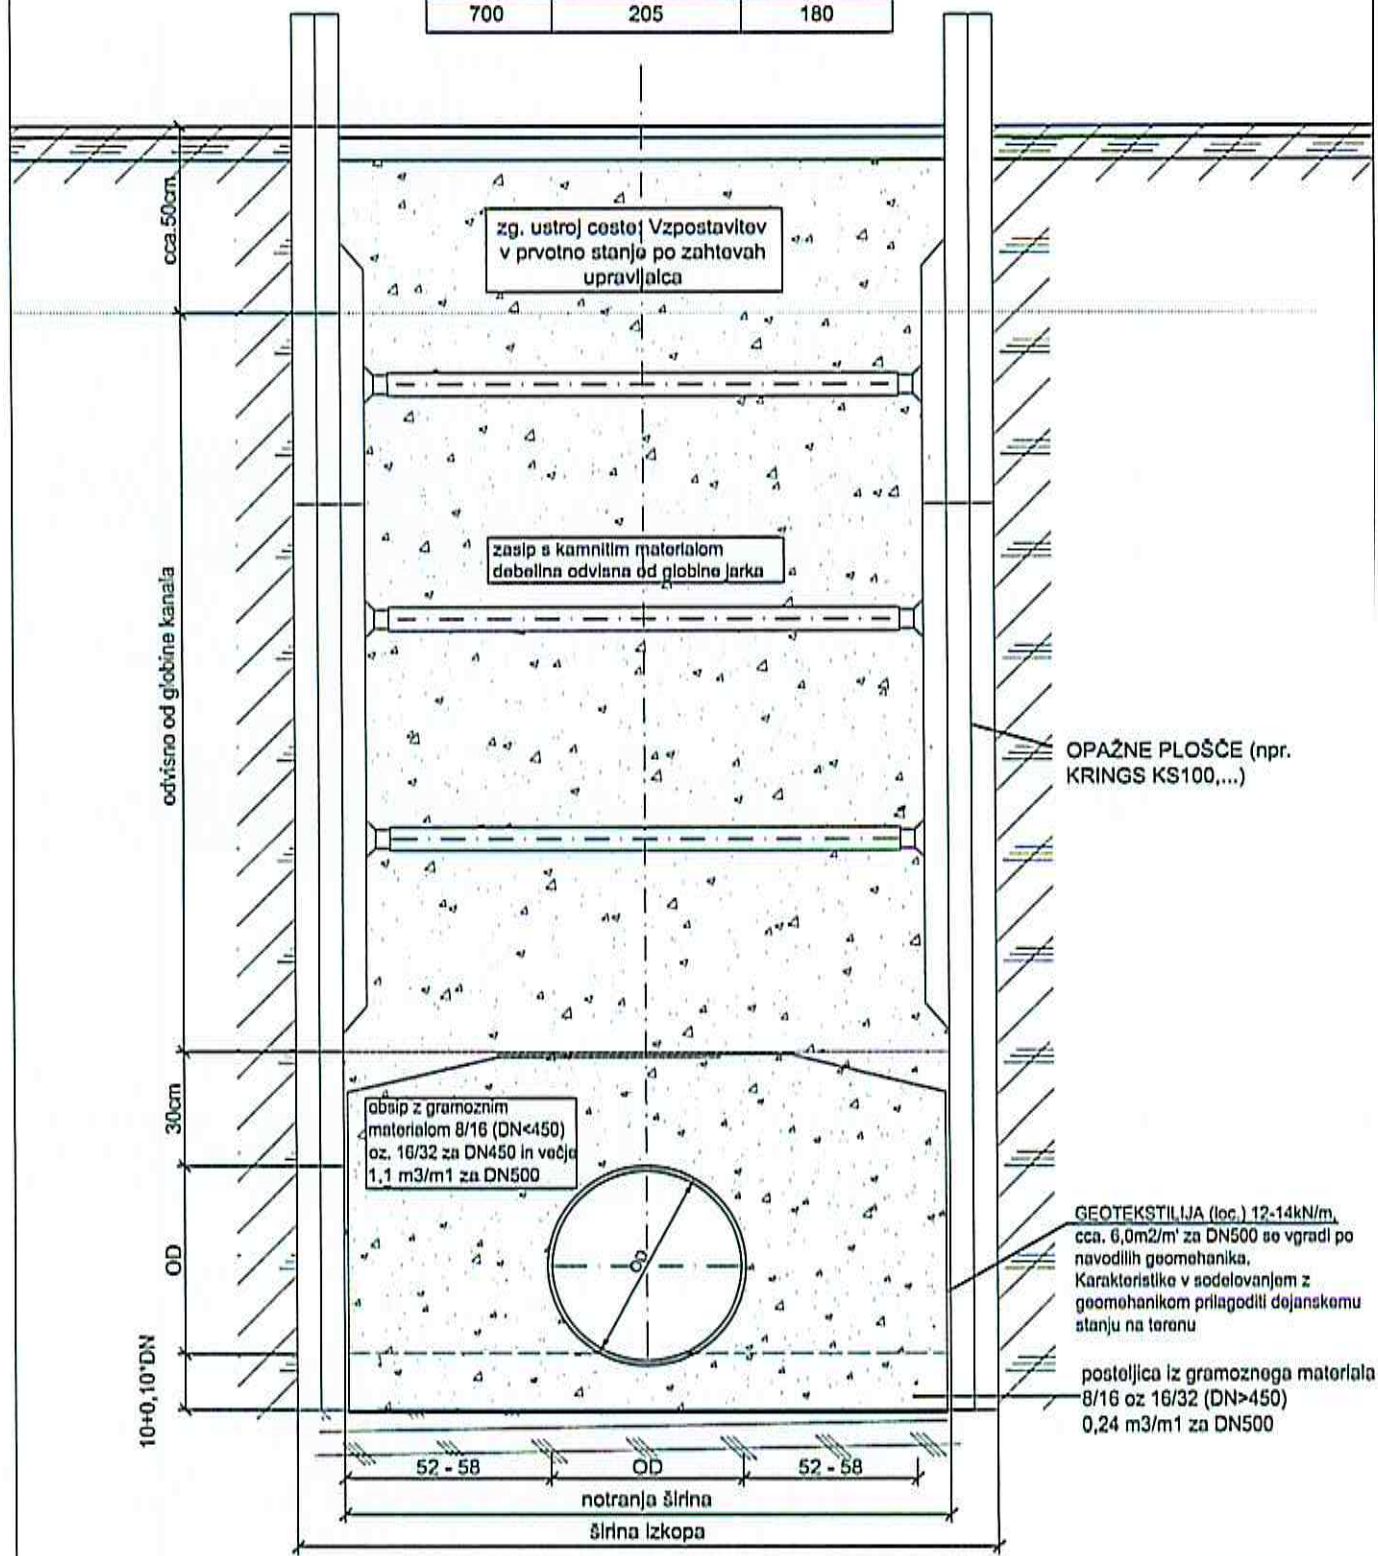 700 205 180
cca.50cm
zg. ustroj ceste: Vzpostavitev
v prvotno stanje po zahtevah
upravljalca
odvisno od globine kanala
zasip s kamnitim materialom
debelina odvisna od globine jarka
OPAŽNE PLOŠČE (npr.
KRINGS KS100,...)
30cm
obsip z gramoznim
materialom 8/16 (DN<450)
oz. 16/32 za DN450 in večje
1,1 m3/m1 za DN500
OD
OD
GEOTEKSTILIJA (loc.) 12-14kN/m,
cca. 6,0m2/m' za DN500 se vgradi po
navodilih geomehanika.
Karakteristike v sodelovanjem z
geomehanikom prilagoditi dejanskemu
stanju na terenu
10+0,10*DN
posteljica iz gramoznega materiala
8/16 oz 16/32 (DN>450)
0,24 m3/m1 za DN500
52 - 58 OD 52 - 58
notranja širina
širina izkopa